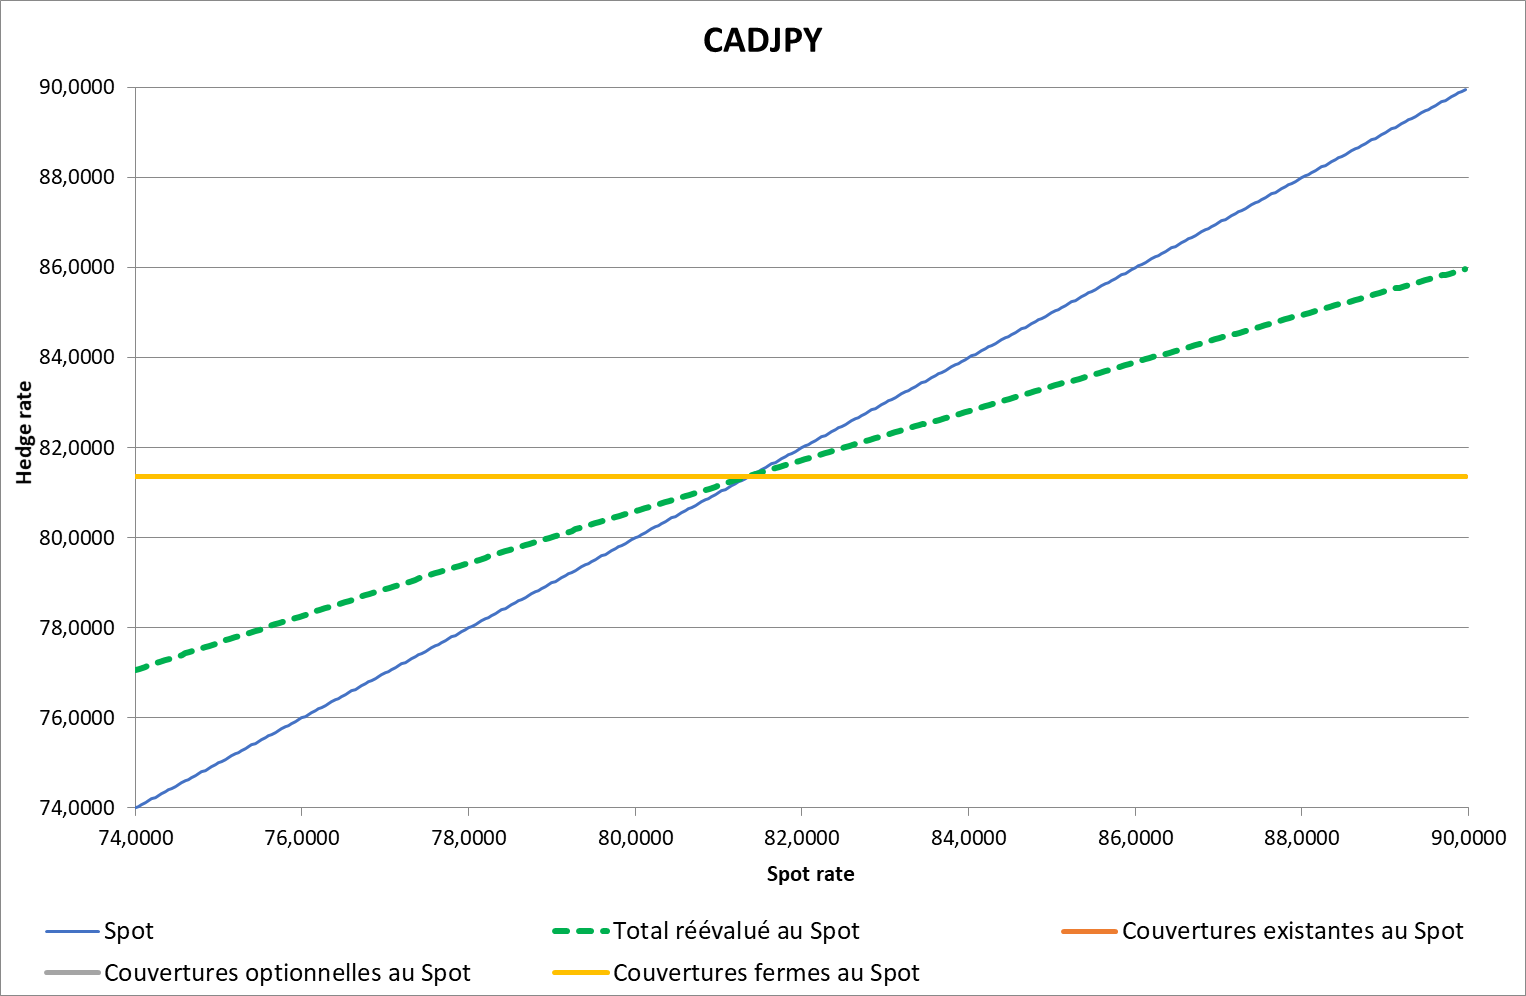 CADJPY
90,0000
88,0000
86,0000
84,0000
82,0000
80,0000
78,0000
76,0000
74,0000
Hedge rate
74,0000 76,0000 78,0000 80,0000 82,0000 84,0000 86,0000 88,0000 90,0000
Spot rate
Spot Total réévalué au Spot Couvertures existantes au Spot
Couvertures optionnelles au Spot Couvertures fermes au Spot